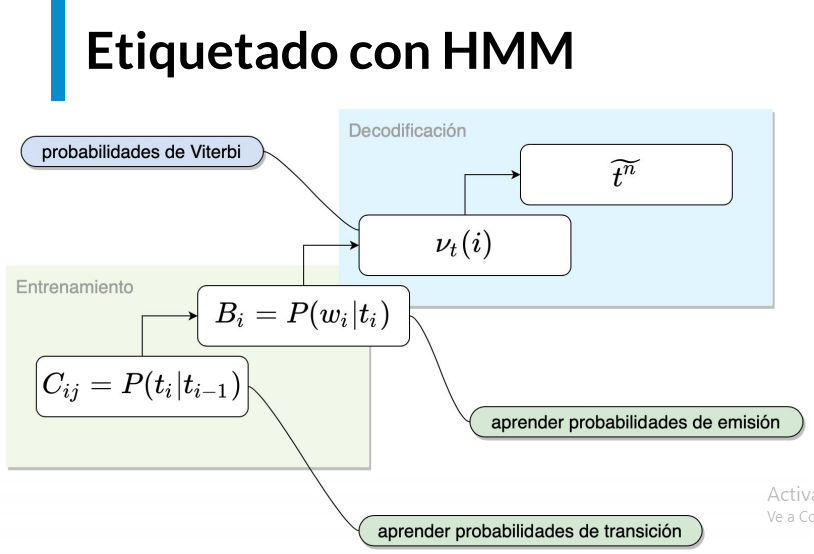 Etiquetado con HMM
Decodificación
probabilidades de Viterbi
$\widetilde{t^n}$
$\nu_t(i)$
Entrenamiento
$B_i = P(w_i|t_i)$
$C_{ij} = P(t_i|t_{i-1})$
aprender probabilidades de emisión
Activa
Ve a Co
aprender probabilidades de transición